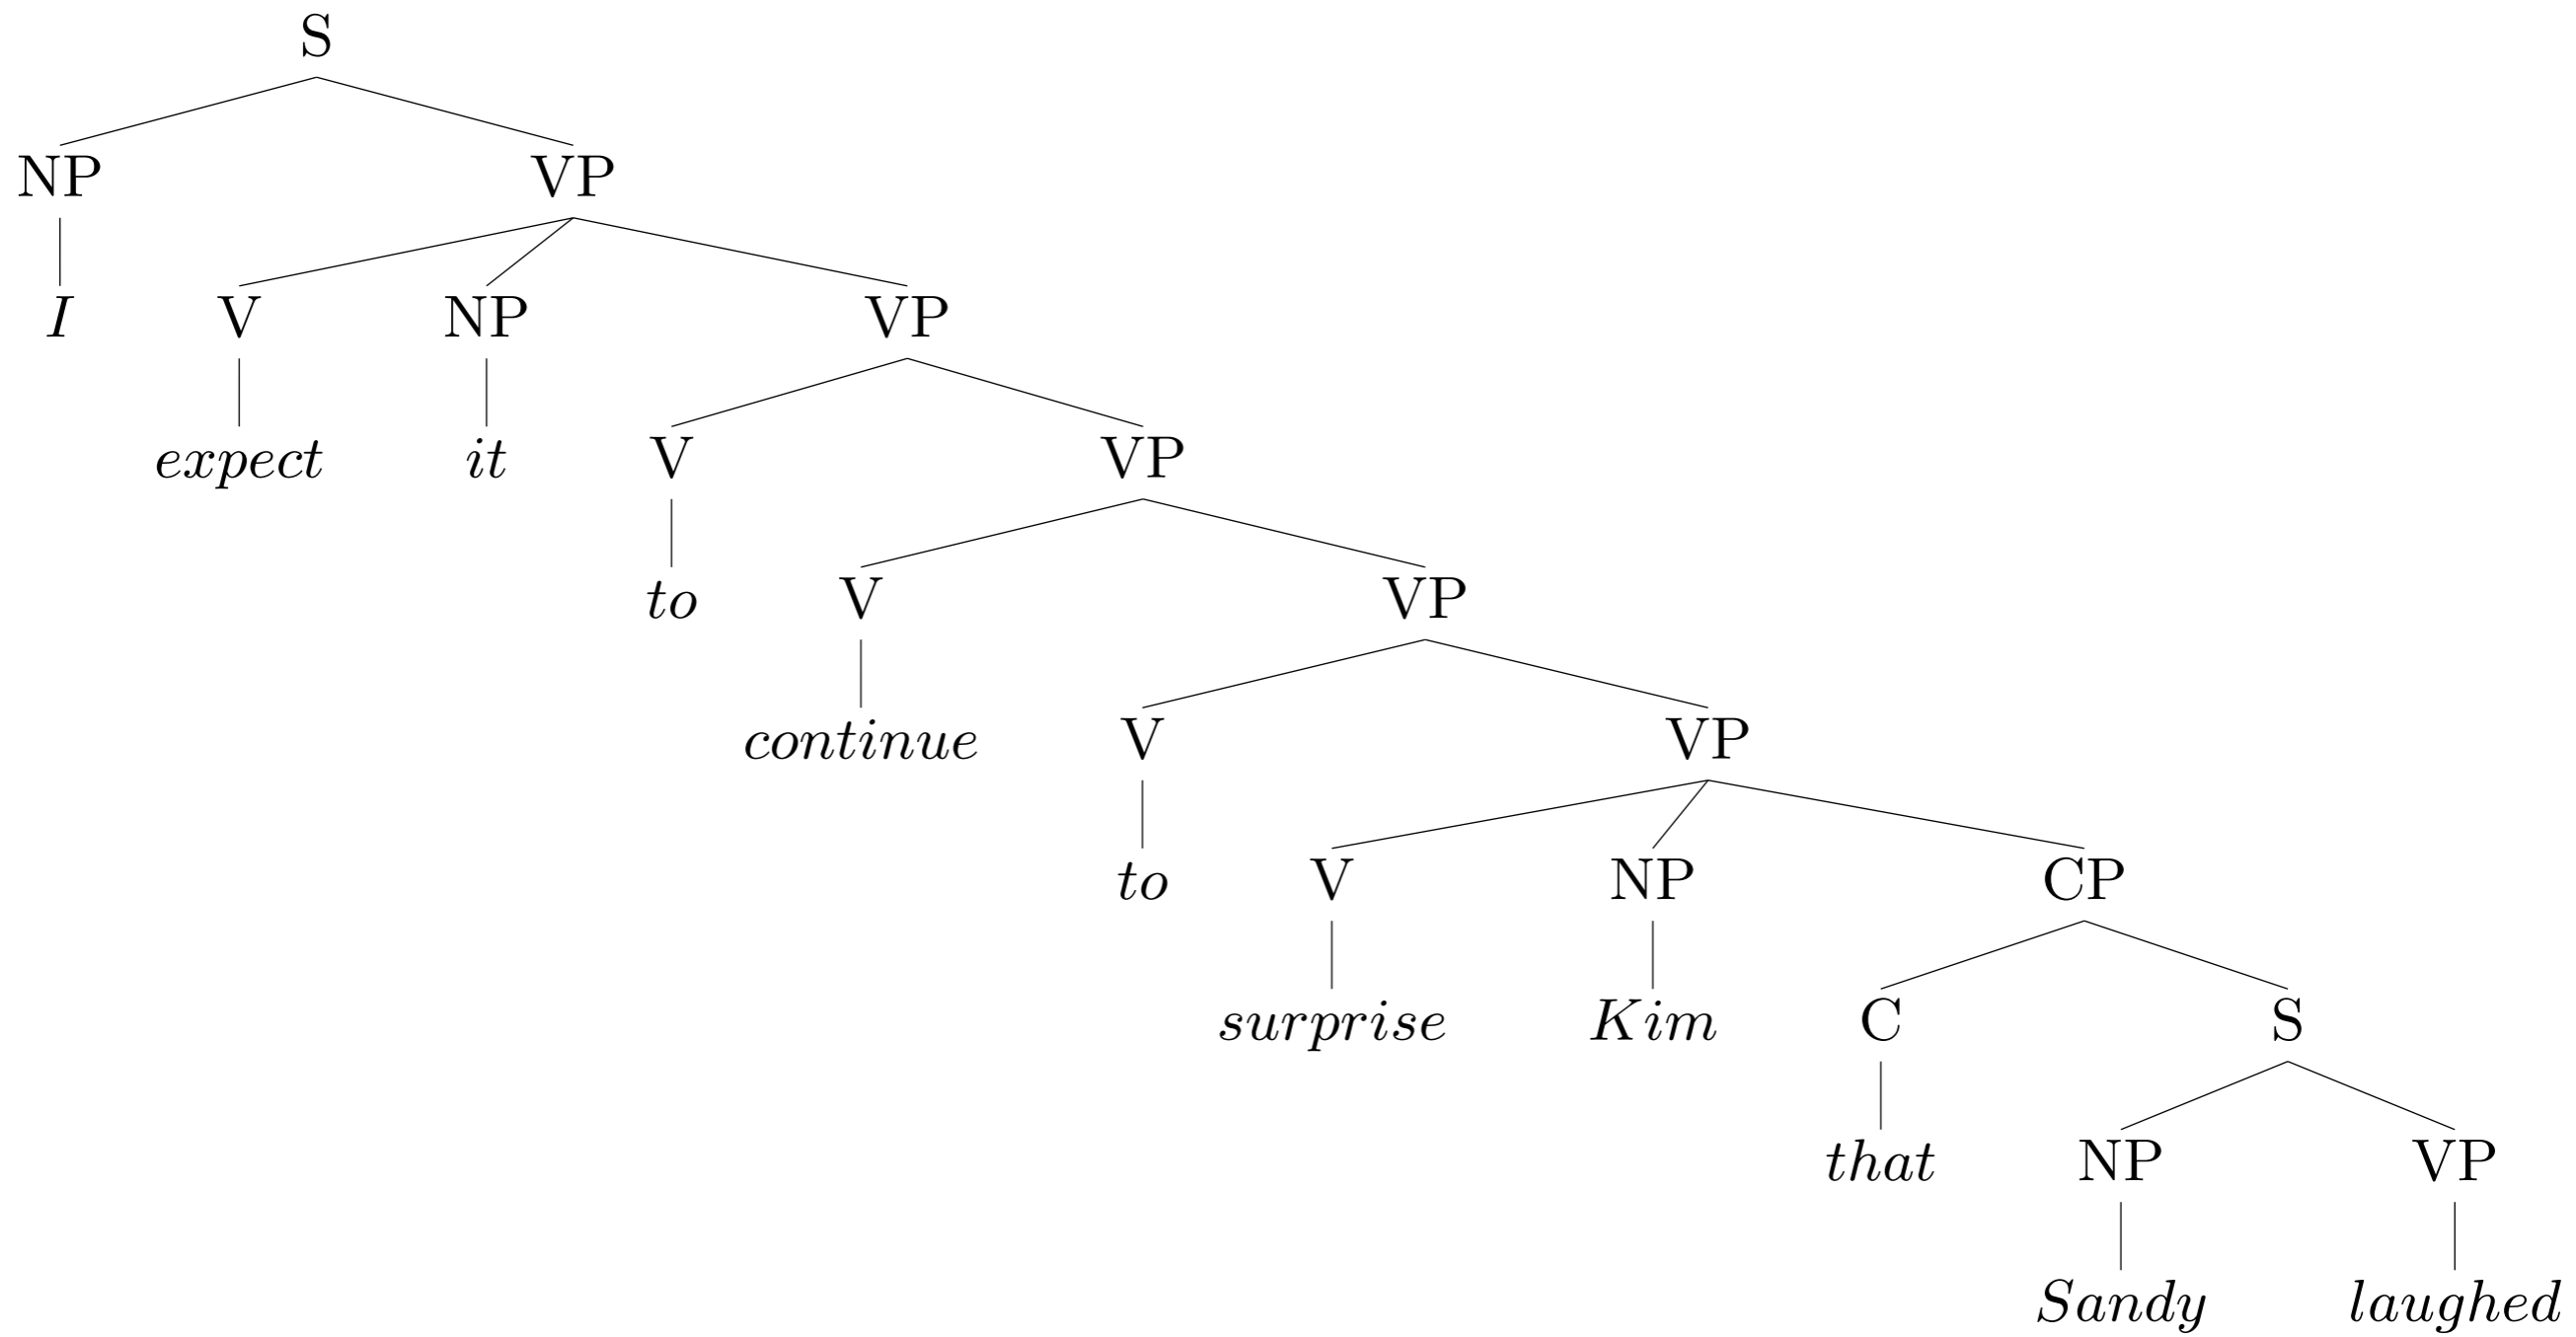 S
NP VP
I V NP VP
expect it V VP
to V VP
continue V VP
to V NP CP
surprise Kim C S
that NP VP
Sandy laughed